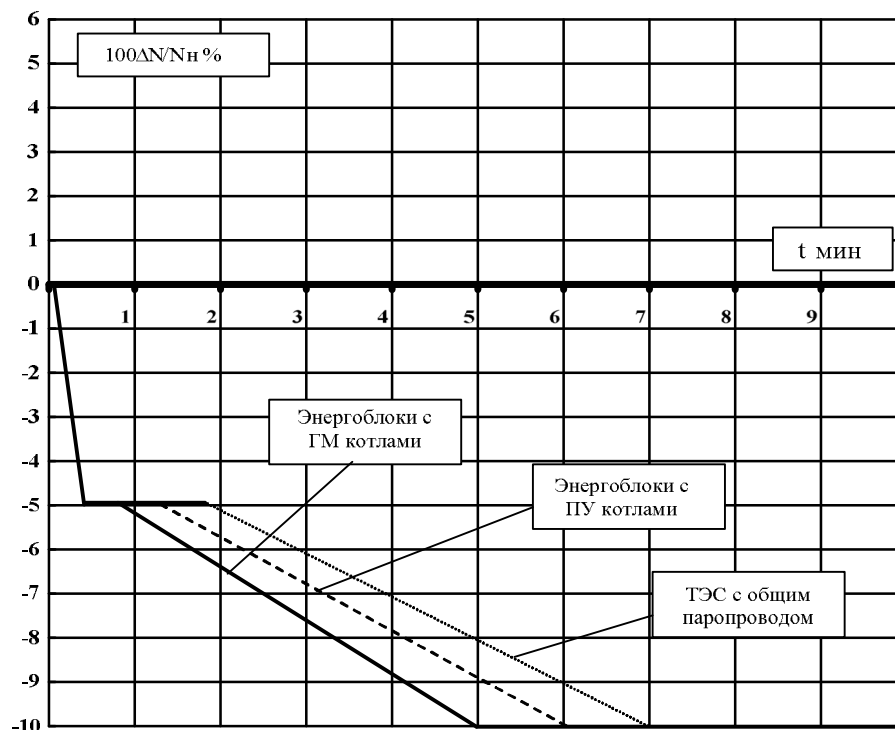 6
100ΔN/Nн %
5
4
3
2
1
t мин
0
1 2 3 4 5 6 7 8 9
-1
-2
-3
Энергоблоки с
ГМ котлами
-4
Энергоблоки с
ПУ котлами
-5
-6
-7
ТЭС с общим
паропроводом
-8
-9
-10